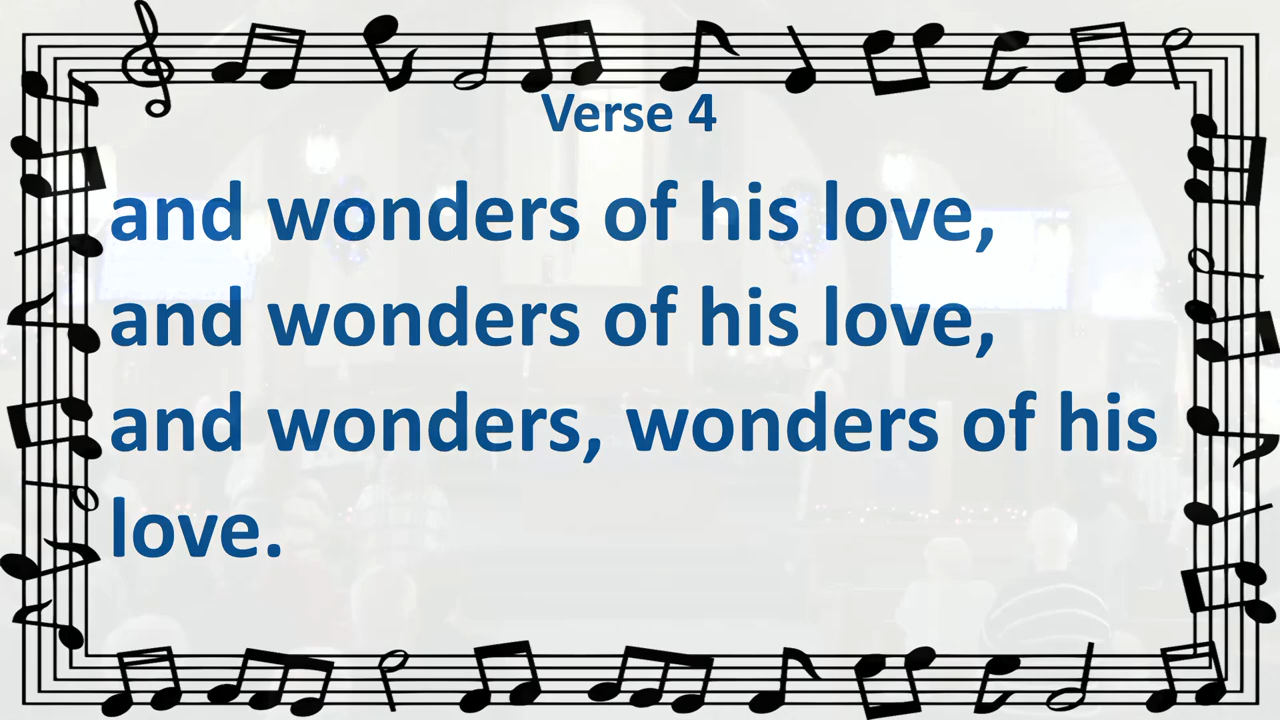 Verse 4
and wonders of his love,
and wonders of his love,
and wonders, wonders of his
love.